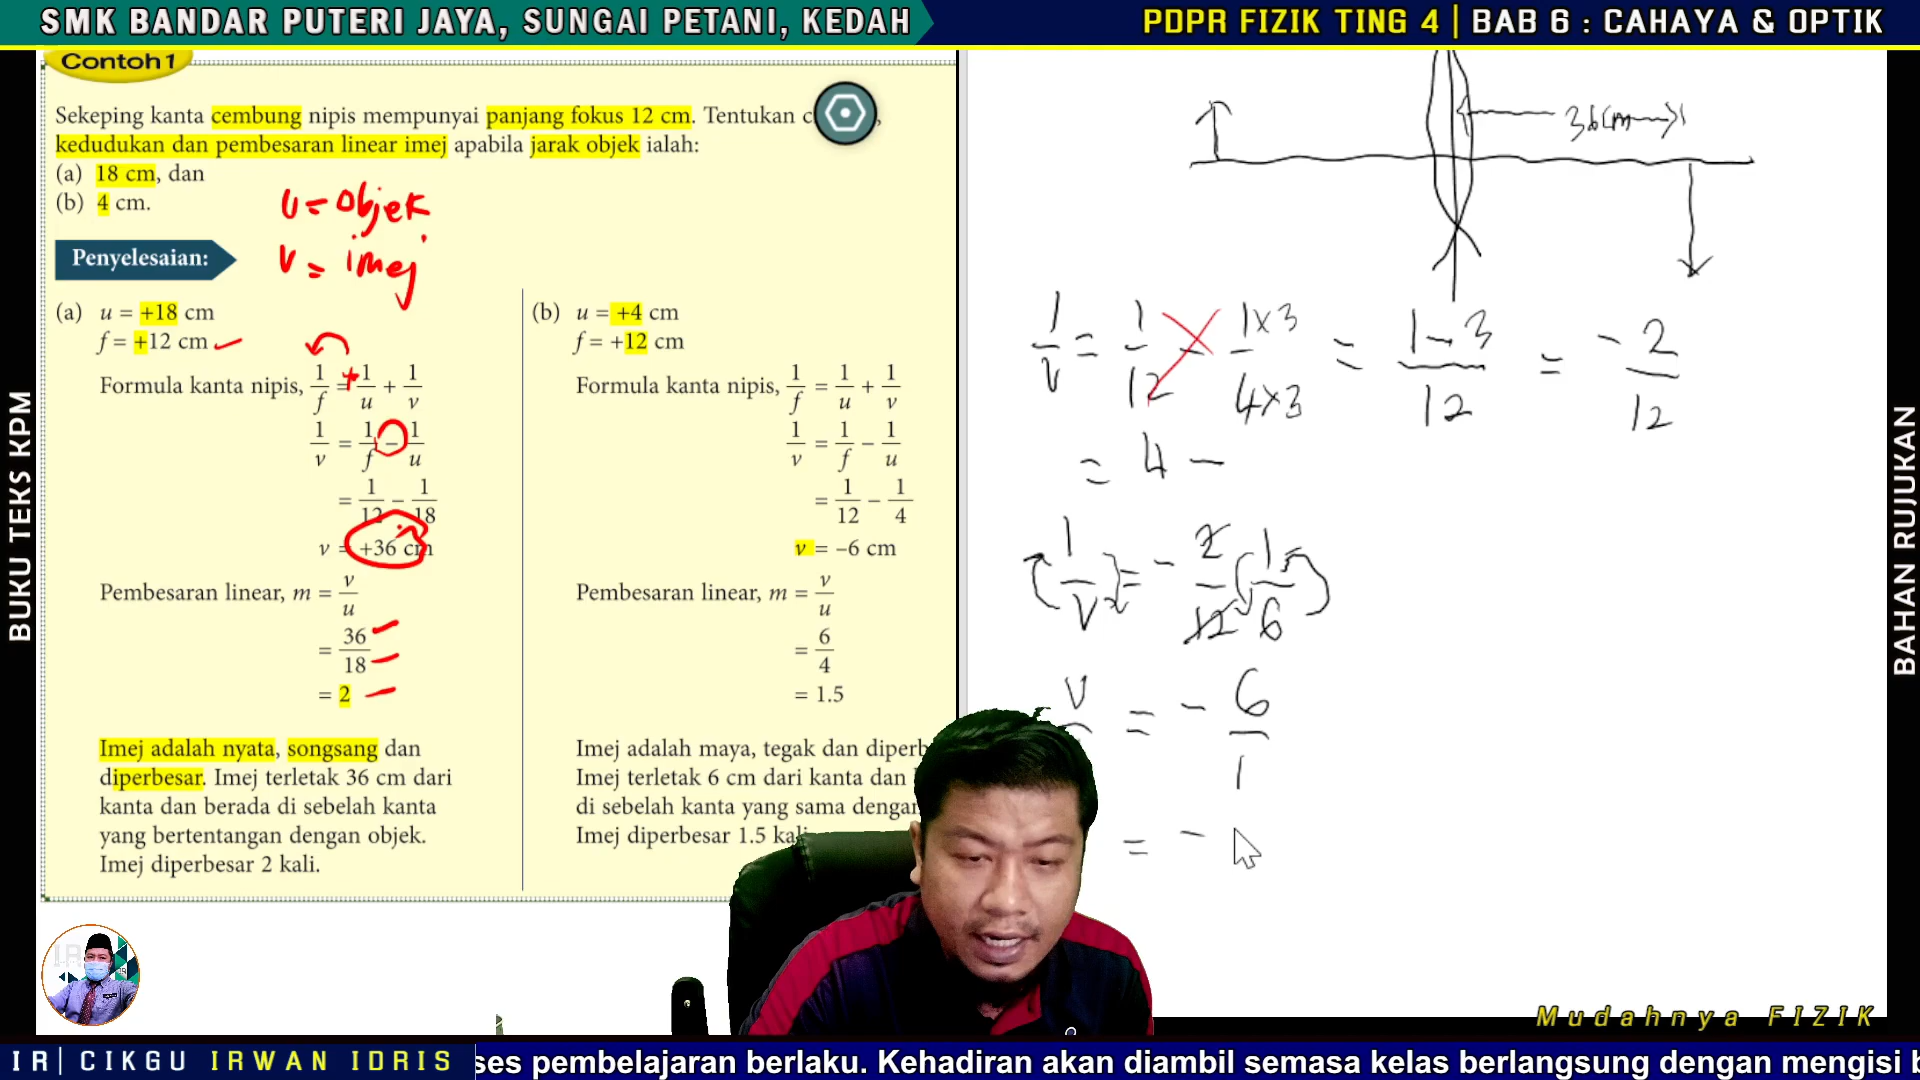 SMK BANDAR PUTERI JAYA, SUNGAI PETANI, KEDAH
PDPR FIZIK TING 4 | BAB 6 : CAHAYA & OPTIK
BUKU TEKS KPM
Contoh 1
Sekeping kanta cembung nipis mempunyai panjang fokus 12 cm. Tentukan
kedudukan dan pembesaran linear imej apabila jarak objek ialah:
(a) 18 cm, dan
(b) 4 cm.
u = Objek
v = imej
Penyelesaian:
(a) u = +18 cm
f = +12 cm
Formula kanta nipis, 1/f = 1/u + 1/v
1/v = 1/f − 1/u
= 1/12 − 1/18
v = +36 cm
Pembesaran linear, m = v/u
= 36/18
= 2
Imej adalah nyata, songsang dan
diperbesar. Imej terletak 36 cm dari
kanta dan berada di sebelah kanta
yang bertentangan dengan objek.
Imej diperbesar 2 kali.
(b) u = +4 cm
f = +12 cm
Formula kanta nipis, 1/f = 1/u + 1/v
1/v = 1/f − 1/u
= 1/12 − 1/4
v = −6 cm
Pembesaran linear, m = v/u
= 6/4
= 1.5
Imej adalah maya, tegak dan
Imej terletak 6 cm dari kanta dan
di sebelah kanta yang sama dengan
Imej diperbesar 1.5
36cm
1/v = 1/12 − 1×3/4×3 = 1−3/12 = −2/12
= 4 −
(1/v) = −2/12 (1/6)
v = −6/1
= −
BAHAN RUJUKAN
Mudahnya FIZIK
IR| CIKGU IRWAN IDRIS
pembelajaran berlaku. Kehadiran akan diambil semasa kelas berlangsung dengan mengisi